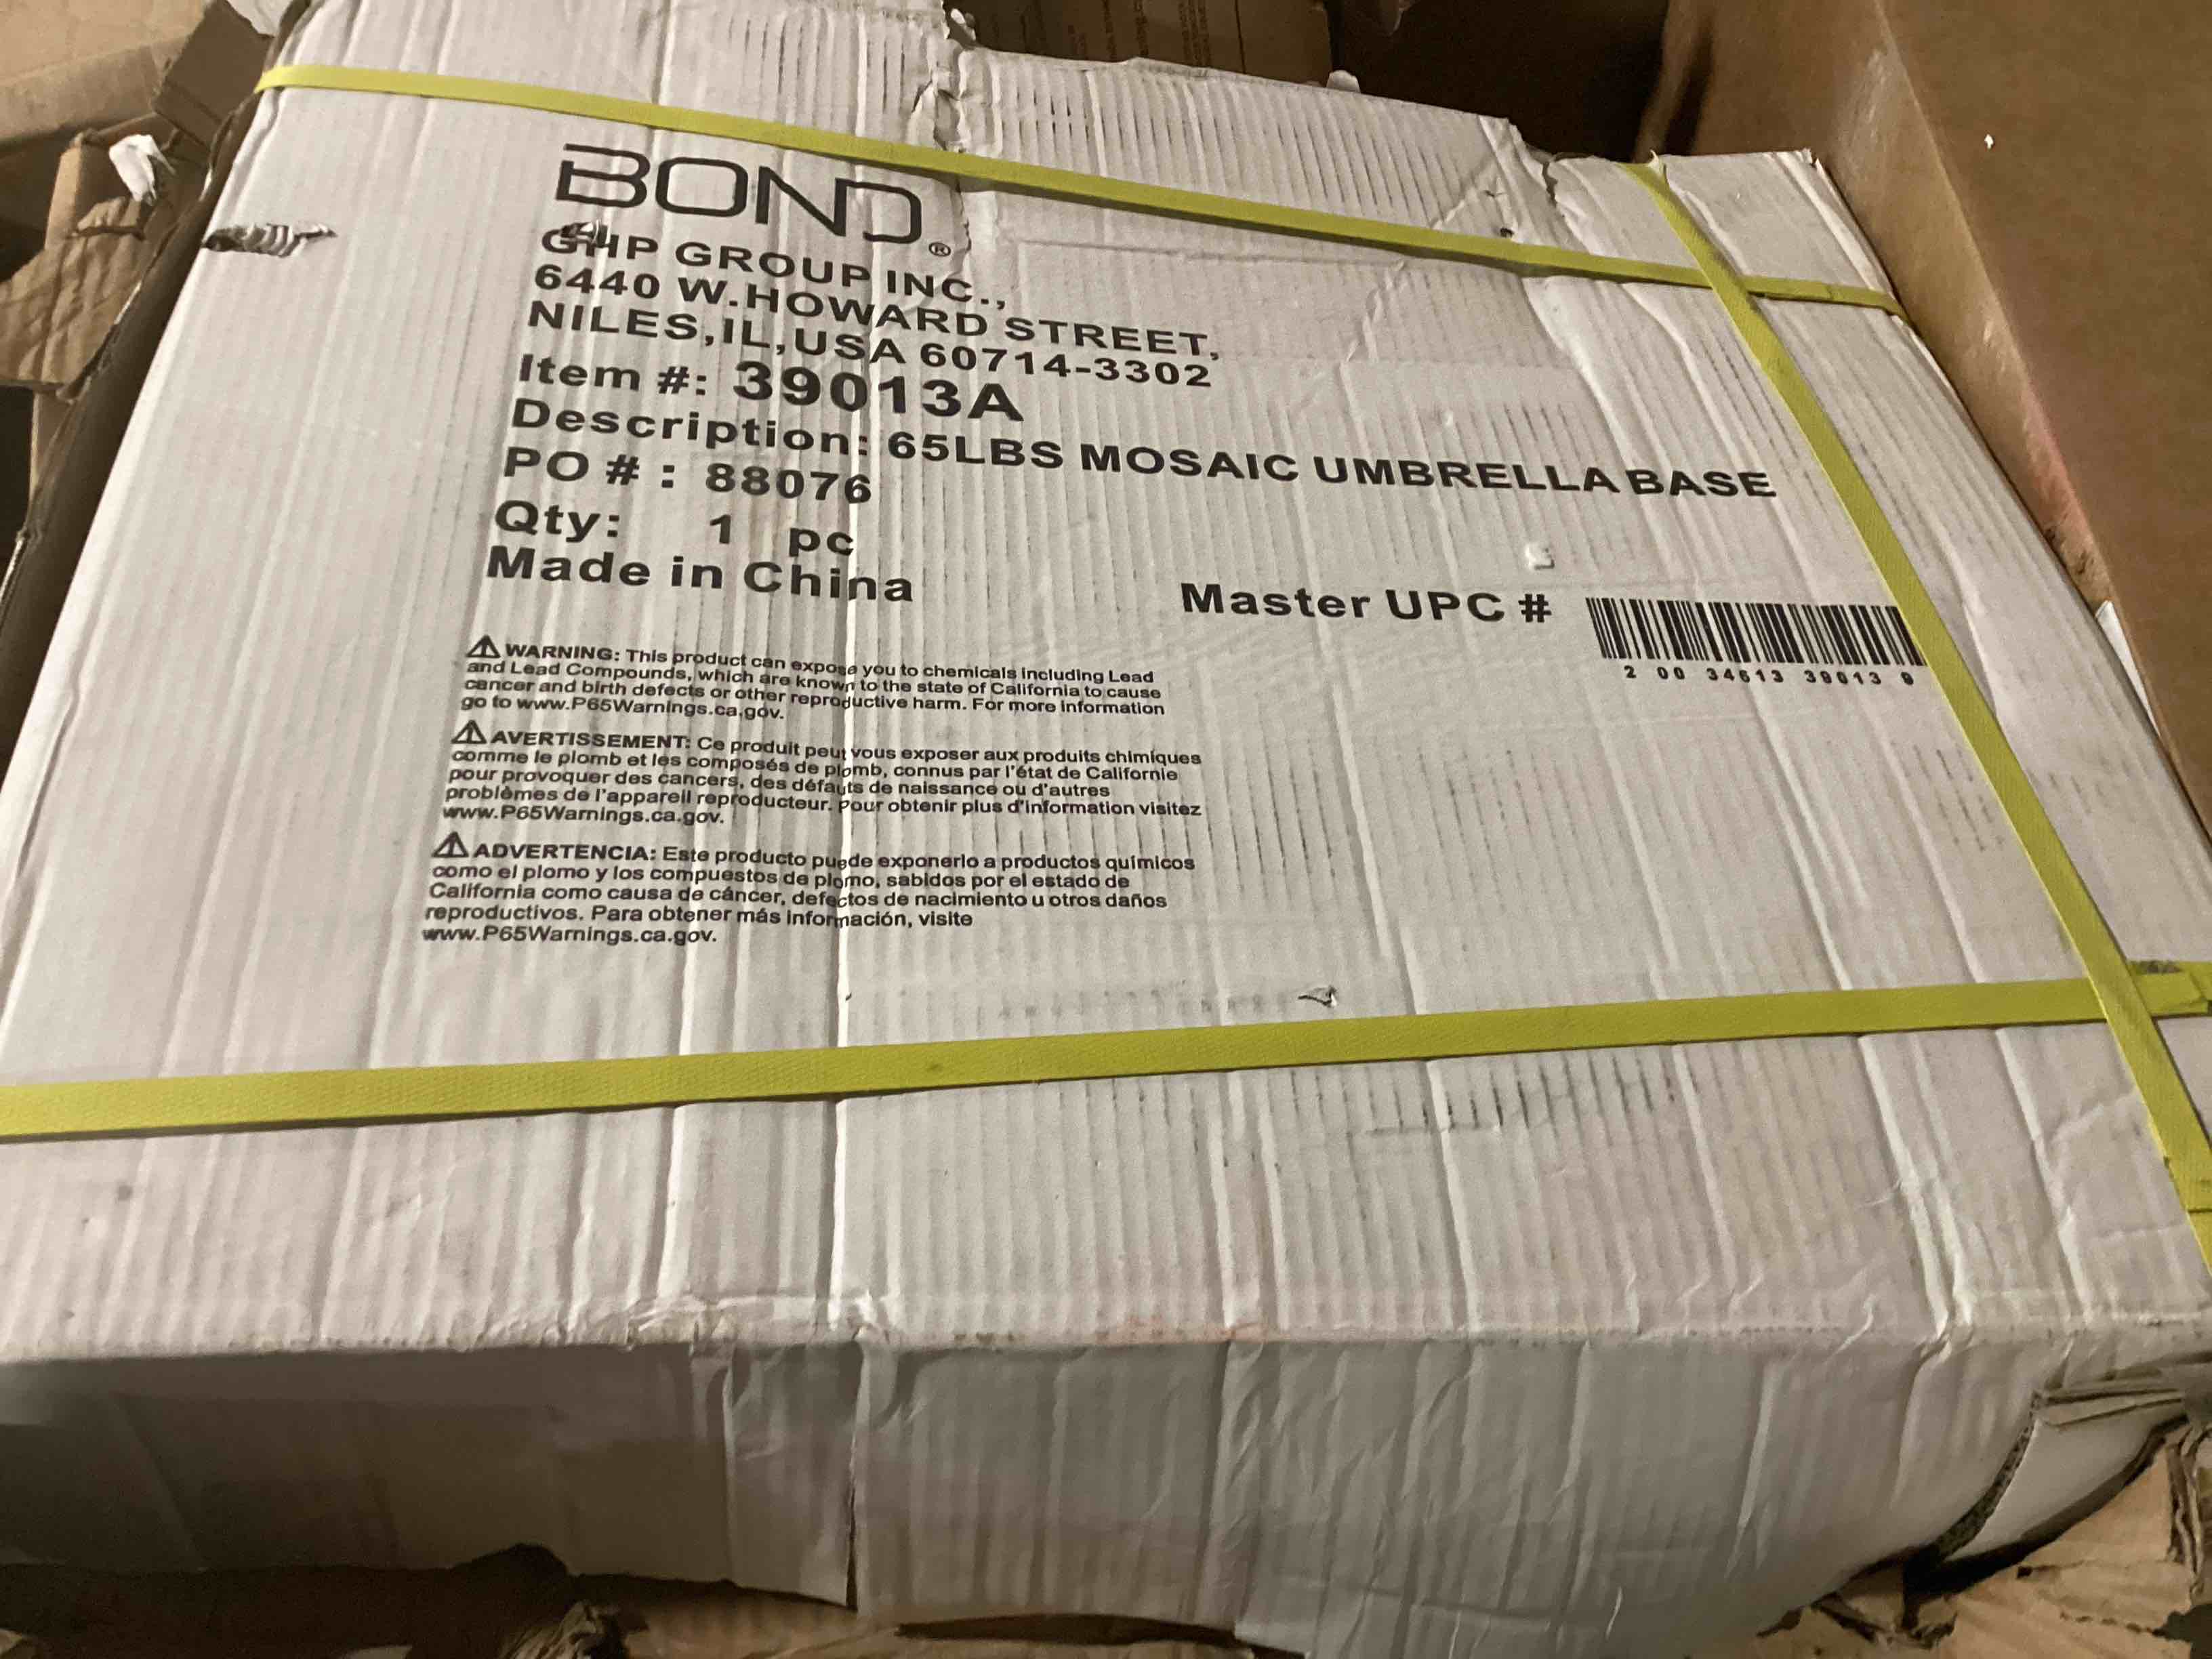 BOND®
GHP GROUP INC.,
6440 W.HOWARD STREET,
NILES,IL,USA 60714-3302
Item #: 39013A
Description: 65LBS MOSAIC UMBRELLA BASE
PO # : 88076
Qty: 1 pc
Made in China
Master UPC #
2 00 34613 39013 9
WARNING: This product can expose you to chemicals including Lead
and Lead Compounds, which are known to the state of California to cause
cancer and birth defects or other reproductive harm. For more information
go to www.P65Warnings.ca.gov.
AVERTISSEMENT: Ce produit peut vous exposer aux produits chimiques
comme le plomb et les composés de plomb, connus par l'état de Californie
pour provoquer des cancers, des défauts de naissance ou d'autres
problèmes de l'appareil reproducteur. Pour obtenir plus d'information visitez
www.P65Warnings.ca.gov.
ADVERTENCIA: Este producto puede exponerlo a productos químicos
como el plomo y los compuestos de plomo, sabidos por el estado de
California como causa de cáncer, defectos de nacimiento u otros daños
reproductivos. Para obtener más información, visite
www.P65Warnings.ca.gov.